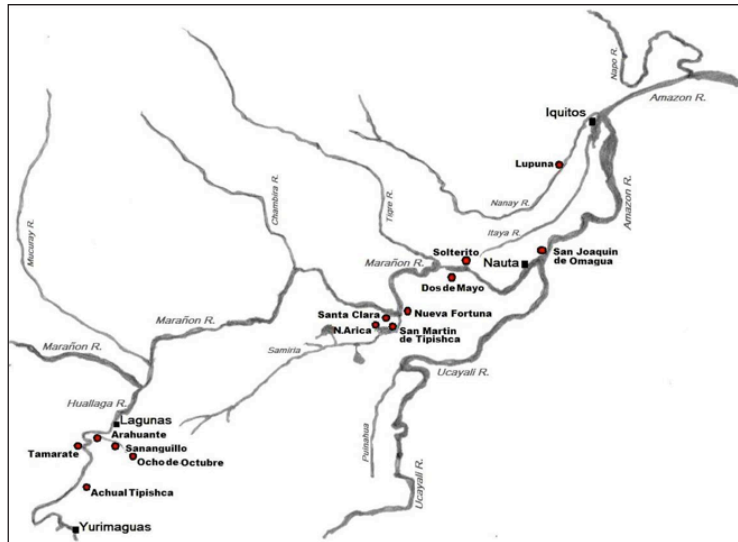 Napo R.
Amazon R.
Iquitos
Lupuna
Nanay R.
Itaya R.
Amazon R.
Mucuray R.
Chambira R.
Tigre R.
Solterito
San Joaquin
de Omagua
Marañon R.
Nauta
Dos de Mayo
Santa Clara
Nueva Fortuna
N.Arica
San Martin
de Tipishca
Marañon R.
Marañon R.
Samiria
Ucayali R.
Huallaga R.
Lagunas
Arahuante
Tamarate
Sananguillo
Ocho de Octubre
Puinahua
Achual Tipishca
Ucayali R.
Yurimaguas